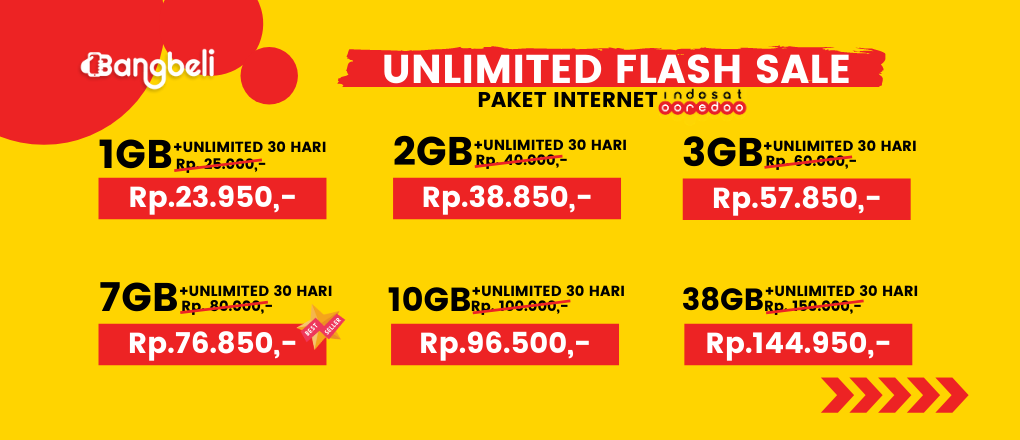 Bangbeli
UNLIMITED FLASH SALE
PAKET INTERNET indosat ooredoo
1GB +UNLIMITED 30 HARI
Rp. 25.000,-
Rp.23.950,-
2GB +UNLIMITED 30 HARI
Rp. 40.000,-
Rp.38.850,-
3GB +UNLIMITED 30 HARI
Rp. 60.000,-
Rp.57.850,-
7GB +UNLIMITED 30 HARI
Rp. 80.000,-
Rp.76.850,-
BEST SELLER
10GB +UNLIMITED 30 HARI
Rp. 100.000,-
Rp.96.500,-
38GB +UNLIMITED 30 HARI
Rp. 150.000,-
Rp.144.950,-